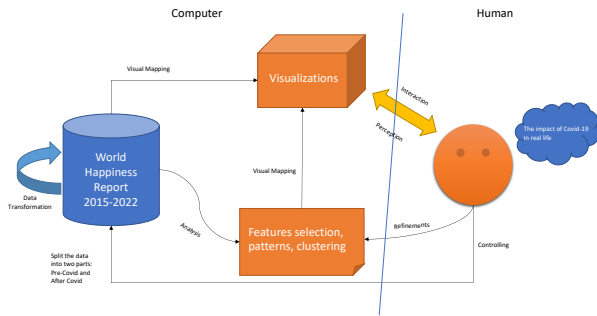 Computer
Human
Visual Mapping
Visualizations
Interaction
Perception
The impact of Covid-19
In real life
World
Happiness
Report
2015-2022
Data
Transformation
Visual Mapping
Analysis
Features selection,
patterns, clustering
Refinements
Controlling
Split the data
into two parts:
Pre-Covid and
After Covid